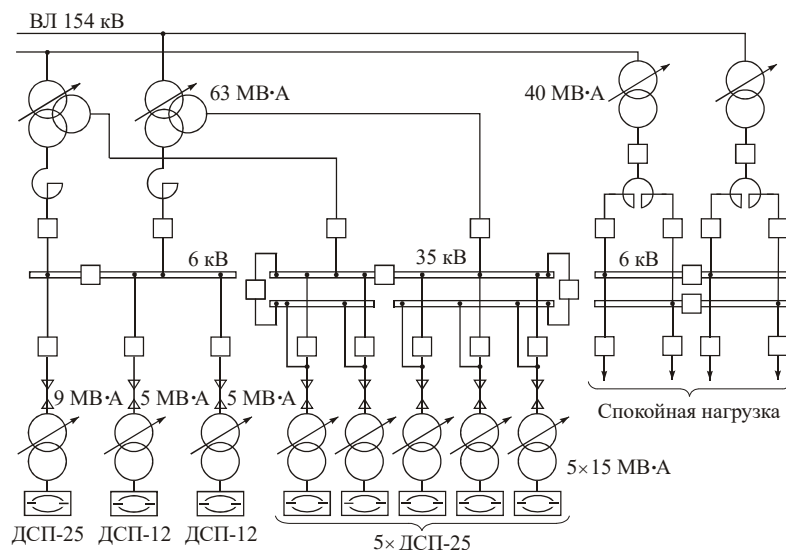 ВЛ 154 кВ
63 МВ·А
40 МВ·А
6 кВ
35 кВ
6 кВ
9 МВ·А
5 МВ·А
5 МВ·А
Спокойная нагрузка
5×15 МВ·А
ДСП-25
ДСП-12
ДСП-12
5× ДСП-25